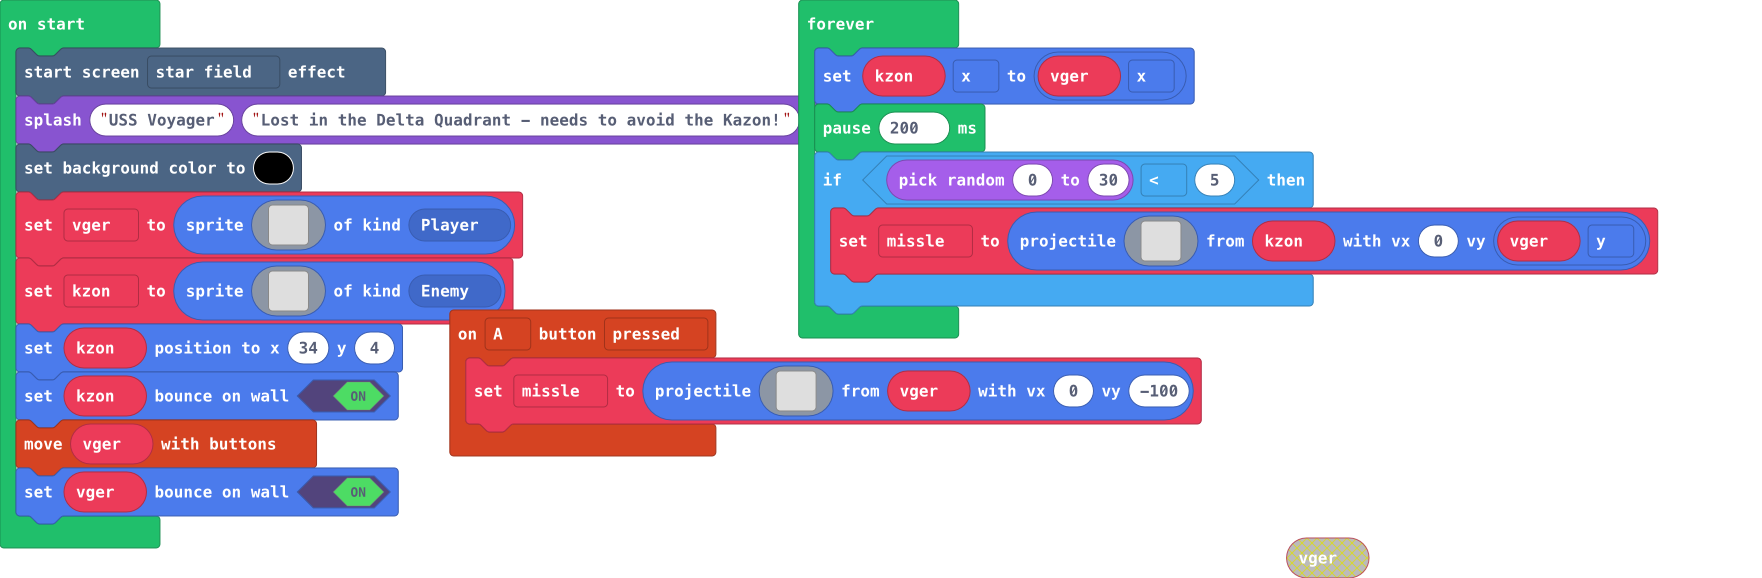 on start
start screen star field effect
splash "USS Voyager" "Lost in the Delta Quadrant – needs to avoid the Kazon!"
set background color to
set vger to sprite of kind Player
set kzon to sprite of kind Enemy
set kzon position to x 34 y 4
set kzon bounce on wall ON
move vger with buttons
set vger bounce on wall ON
on A button pressed
set missle to projectile from vger with vx 0 vy −100
forever
set kzon x to vger x
pause 200 ms
if pick random 0 to 30 < 5 then
set missle to projectile from kzon with vx 0 vy vger y
vger